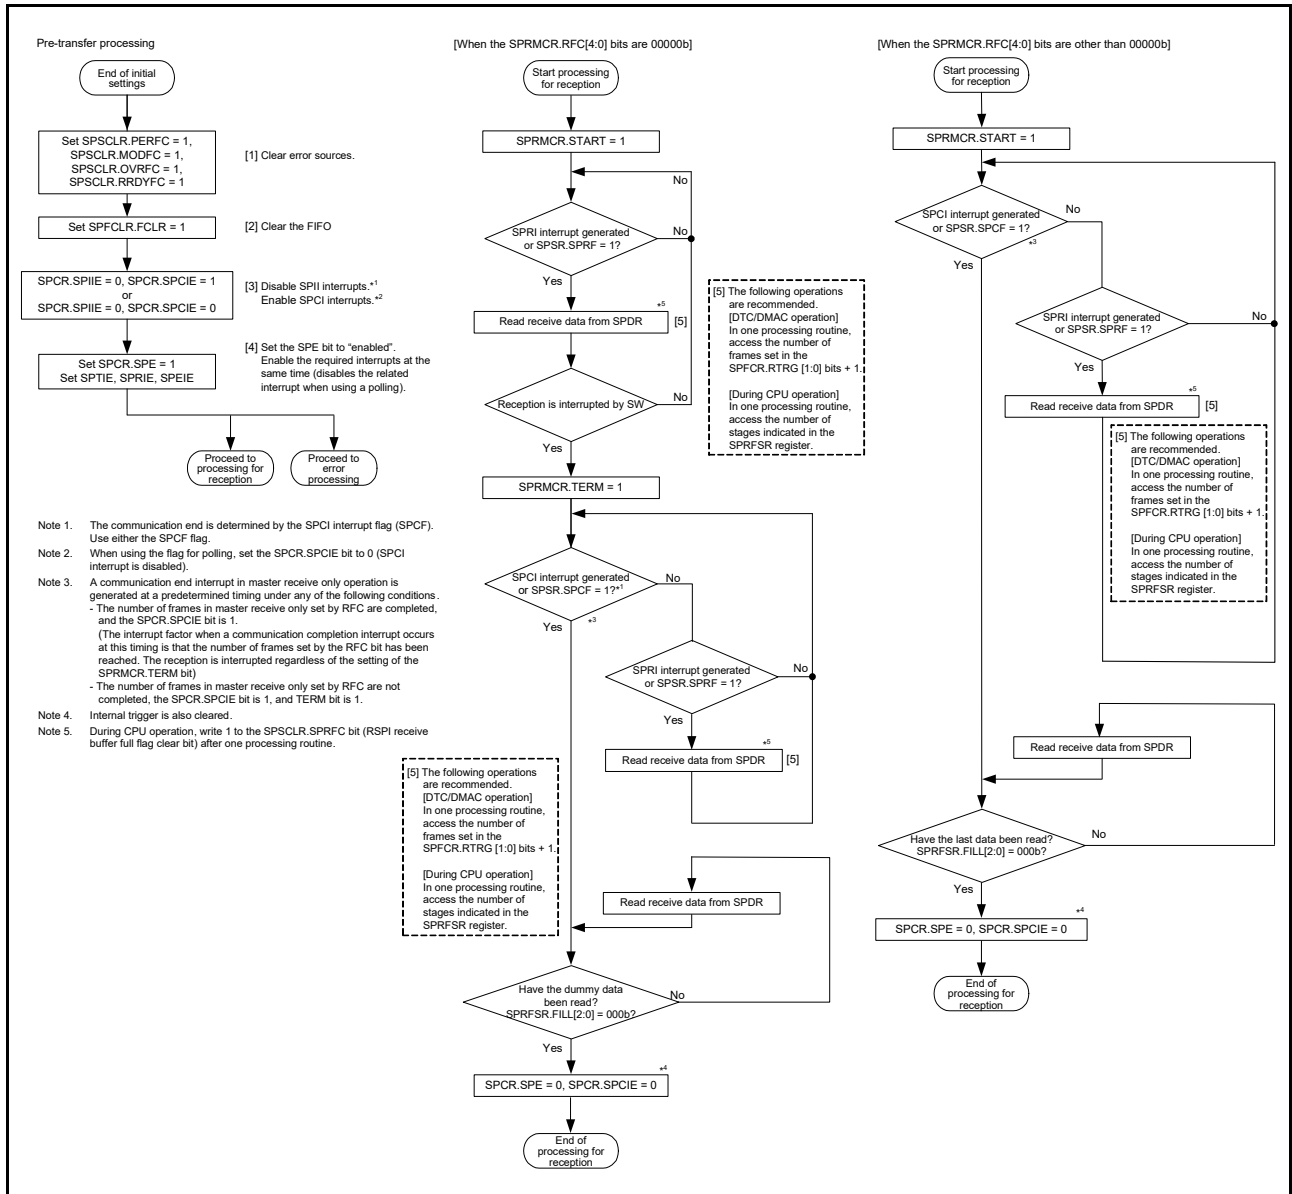 Pre-transfer processing
End of initial
settings
Set SPSCLR.PERFC = 1,
SPSCLR.MODFC = 1,
SPSCLR.OVRFC = 1,
SPSCLR.RRDYFC = 1
[1] Clear error sources.
Set SPFCLR.FCLR = 1
[2] Clear the FIFO
SPCR.SPIIE = 0, SPCR.SPCIE = 1
or
SPCR.SPIIE = 0, SPCR.SPCIE = 0
[3] Disable SPII interrupts.*1
Enable SPCI interrupts.*2
Set SPCR.SPE = 1
Set SPTIE, SPRIE, SPEIE
[4] Set the SPE bit to “enabled”.
Enable the required interrupts at the
same time (disables the related
interrupt when using a polling).
Proceed to
processing for
reception
Proceed to
error
processing
Note 1. The communication end is determined by the SPCI interrupt flag (SPCF).
Use either the SPCF flag.
Note 2. When using the flag for polling, set the SPCR.SPCIE bit to 0 (SPCI
interrupt is disabled).
Note 3. A communication end interrupt in master receive only operation is
generated at a predetermined timing under any of the following conditions.
- The number of frames in master receive only set by RFC are completed,
and the SPCR.SPCIE bit is 1.
(The interrupt factor when a communication completion interrupt occurs
at this timing is that the number of frames set by the RFC bit has been
reached. The reception is interrupted regardless of the setting of the
SPRMCR.TERM bit)
- The number of frames in master receive only set by RFC are not
completed, the SPCR.SPCIE bit is 1, and TERM bit is 1.
Note 4. Internal trigger is also cleared.
Note 5. During CPU operation, write 1 to the SPSCLR.SPRFC bit (RSPI receive
buffer full flag clear bit) after one processing routine.
[When the SPRMCR.RFC[4:0] bits are 00000b]
Start processing
for reception
SPRMCR.START = 1
No
SPRI interrupt generated
or SPSR.SPRF = 1?
No
Yes
*5
Read receive data from SPDR
[5]
Reception is interrupted by SW
No
Yes
[5] The following operations
are recommended.
[DTC/DMAC operation]
In one processing routine,
access the number of
frames set in the
SPFCR.RTRG [1:0] bits + 1.
[During CPU operation]
In one processing routine,
access the number of
stages indicated in the
SPRFSR register.
SPRMCR.TERM = 1
SPCI interrupt generated
or SPSR.SPCF = 1?*1
No
Yes
*3
SPRI interrupt generated
or SPSR.SPRF = 1?
No
Yes
*5
Read receive data from SPDR
[5]
[5] The following operations
are recommended.
[DTC/DMAC operation]
In one processing routine,
access the number of
frames set in the
SPFCR.RTRG [1:0] bits + 1.
[During CPU operation]
In one processing routine,
access the number of
stages indicated in the
SPRFSR register.
Read receive data from SPDR
Have the dummy data
been read?
SPRFSR.FILL[2:0] = 000b?
No
Yes
*4
SPCR.SPE = 0, SPCR.SPCIE = 0
End of
processing for
reception
[When the SPRMCR.RFC[4:0] bits are other than 00000b]
Start processing
for reception
SPRMCR.START = 1
SPCI interrupt generated
or SPSR.SPCF = 1?
No
*3
Yes
SPRI interrupt generated
or SPSR.SPRF = 1?
No
Yes
*5
Read receive data from SPDR
[5]
[5] The following operations
are recommended.
[DTC/DMAC operation]
In one processing routine,
access the number of
frames set in the
SPFCR.RTRG [1:0] bits + 1.
[During CPU operation]
In one processing routine,
access the number of
stages indicated in the
SPRFSR register.
Read receive data from SPDR
Have the last data been read?
SPRFSR.FILL[2:0] = 000b?
No
Yes
*4
SPCR.SPE = 0, SPCR.SPCIE = 0
End of
processing for
reception